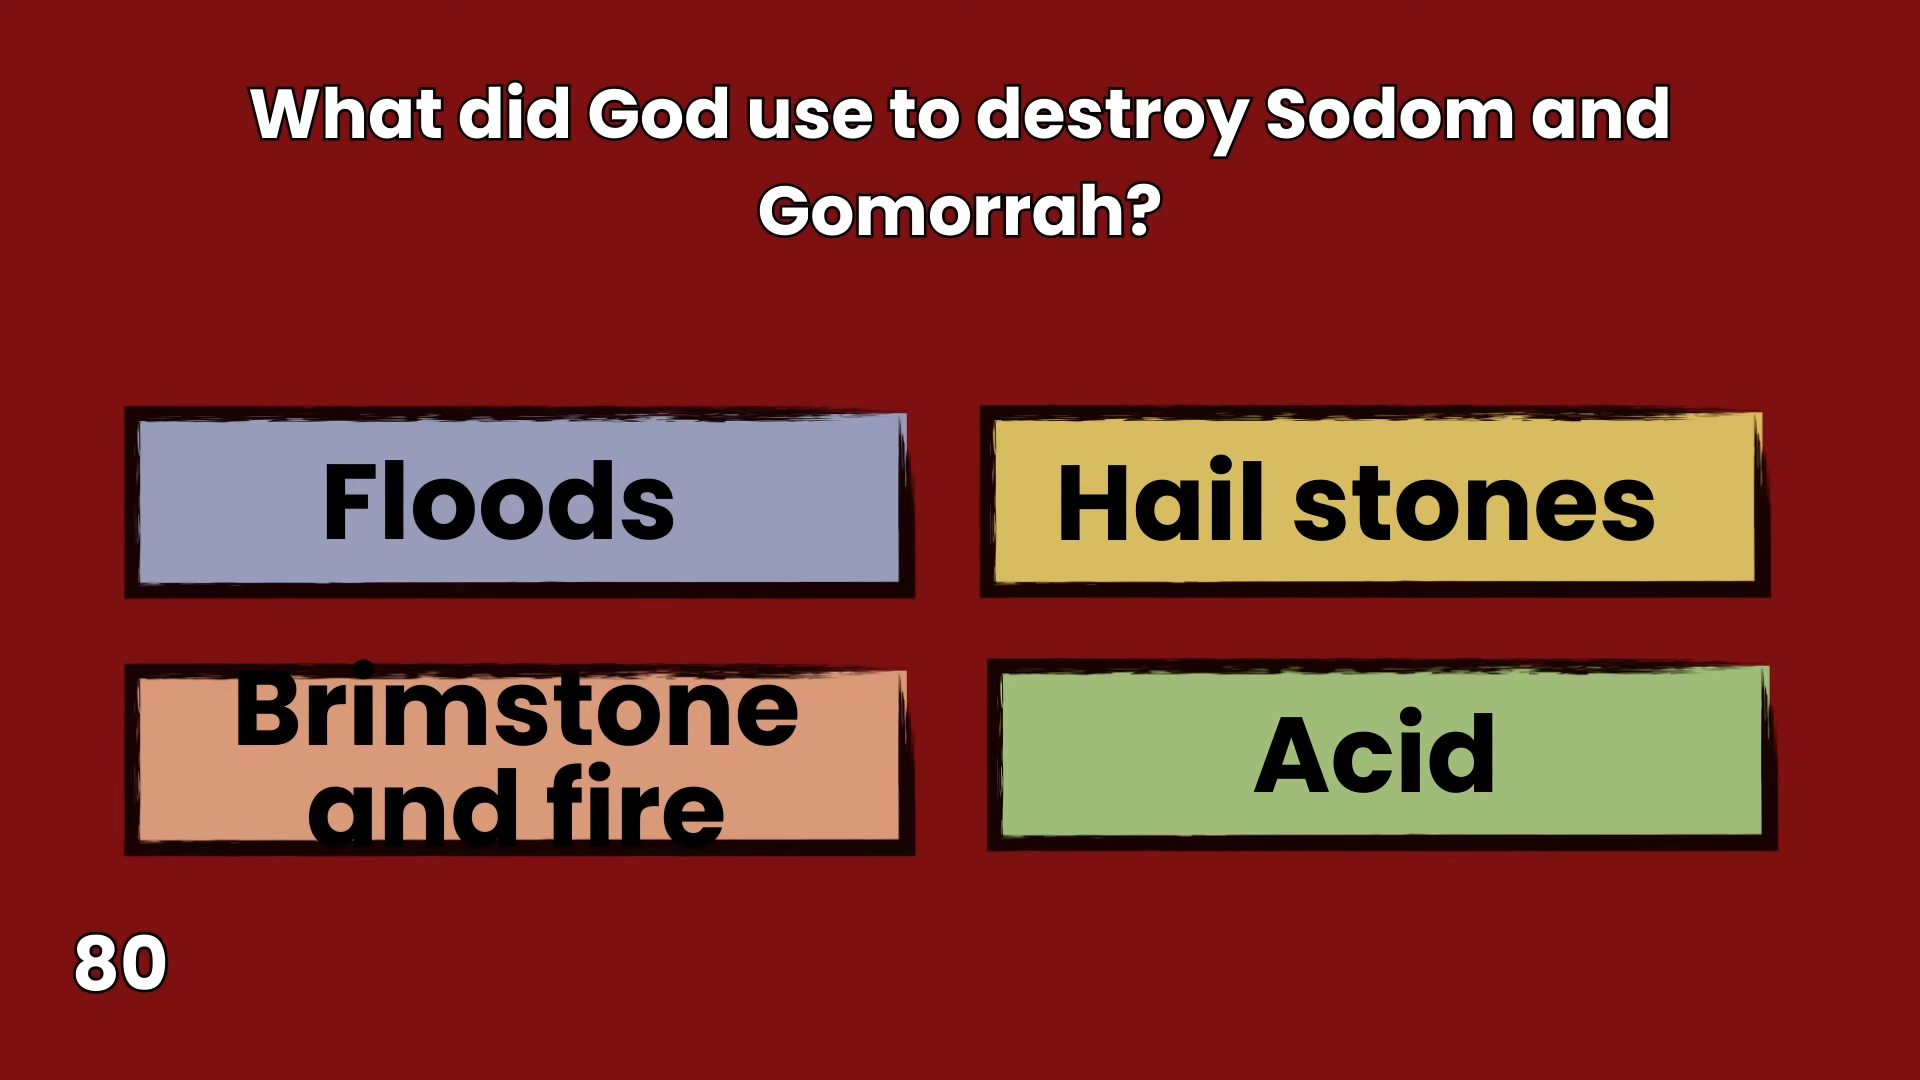 What did God use to destroy Sodom and
Gomorrah?
Floods
Hail stones
Brimstone
and fire
Acid
80